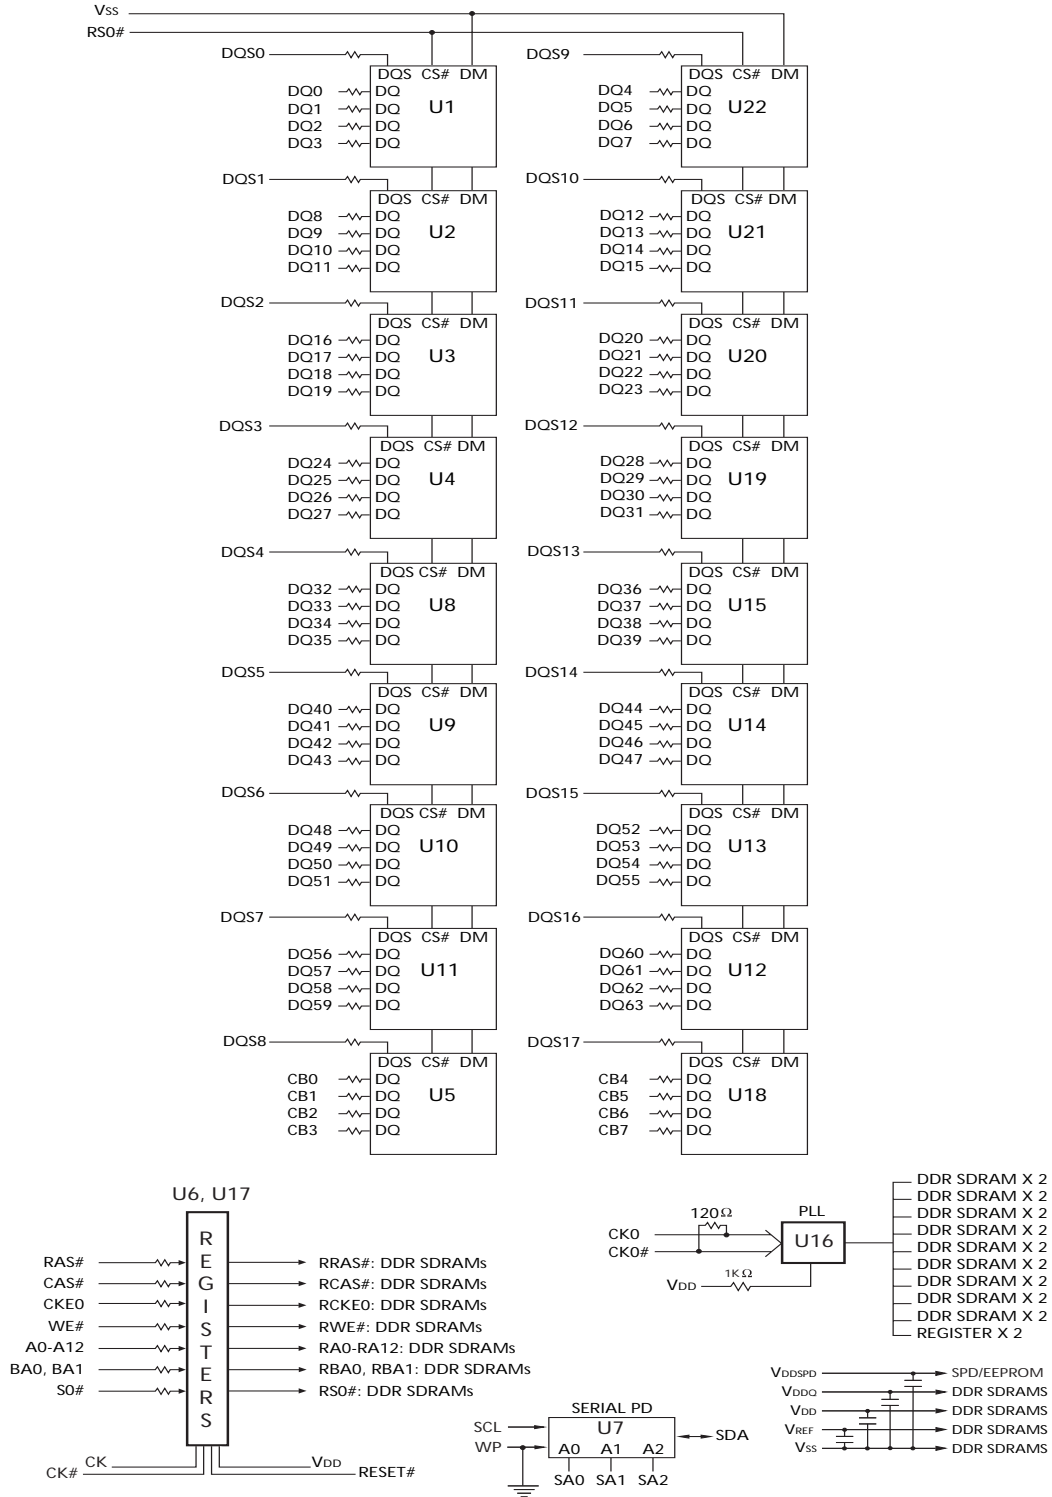 VSS
RS0#
DQS0
DQS9
DQS CS# DM
DQS CS# DM
DQ0 DQ
DQ1 DQ
DQ2 DQ
DQ3 DQ
U1
DQ4 DQ
DQ5 DQ
DQ6 DQ
DQ7 DQ
U22
DQS1
DQS10
DQS CS# DM
DQS CS# DM
DQ8 DQ
DQ9 DQ
DQ10 DQ
DQ11 DQ
U2
DQ12 DQ
DQ13 DQ
DQ14 DQ
DQ15 DQ
U21
DQS2
DQS11
DQS CS# DM
DQS CS# DM
DQ16 DQ
DQ17 DQ
DQ18 DQ
DQ19 DQ
U3
DQ20 DQ
DQ21 DQ
DQ22 DQ
DQ23 DQ
U20
DQS3
DQS12
DQS CS# DM
DQS CS# DM
DQ24 DQ
DQ25 DQ
DQ26 DQ
DQ27 DQ
U4
DQ28 DQ
DQ29 DQ
DQ30 DQ
DQ31 DQ
U19
DQS4
DQS13
DQS CS# DM
DQS CS# DM
DQ32 DQ
DQ33 DQ
DQ34 DQ
DQ35 DQ
U8
DQ36 DQ
DQ37 DQ
DQ38 DQ
DQ39 DQ
U15
DQS5
DQS14
DQS CS# DM
DQS CS# DM
DQ40 DQ
DQ41 DQ
DQ42 DQ
DQ43 DQ
U9
DQ44 DQ
DQ45 DQ
DQ46 DQ
DQ47 DQ
U14
DQS6
DQS15
DQS CS# DM
DQS CS# DM
DQ48 DQ
DQ49 DQ
DQ50 DQ
DQ51 DQ
U10
DQ52 DQ
DQ53 DQ
DQ54 DQ
DQ55 DQ
U13
DQS7
DQS16
DQS CS# DM
DQS CS# DM
DQ56 DQ
DQ57 DQ
DQ58 DQ
DQ59 DQ
U11
DQ60 DQ
DQ61 DQ
DQ62 DQ
DQ63 DQ
U12
DQS8
DQS17
DQS CS# DM
DQS CS# DM
CB0 DQ
CB1 DQ
CB2 DQ
CB3 DQ
U5
CB4 DQ
CB5 DQ
CB6 DQ
CB7 DQ
U18
U6, U17
REGISTERS
RAS#
CAS#
CKE0
WE#
A0-A12
BA0, BA1
S0#
RRAS#: DDR SDRAMs
RCAS#: DDR SDRAMs
RCKE0: DDR SDRAMs
RWE#: DDR SDRAMs
RA0-RA12: DDR SDRAMs
RBA0, RBA1: DDR SDRAMs
RS0#: DDR SDRAMs
CK
CK#
VDD
RESET#
SERIAL PD
U7
SCL
WP
A0 A1 A2
SDA
SA0 SA1 SA2
PLL
U16
120Ω
CK0
CK0#
1KΩ
VDD
DDR SDRAM X 2
DDR SDRAM X 2
DDR SDRAM X 2
DDR SDRAM X 2
DDR SDRAM X 2
DDR SDRAM X 2
DDR SDRAM X 2
DDR SDRAM X 2
DDR SDRAM X 2
REGISTER X 2
VDDSPD SPD/EEPROM
VDDQ DDR SDRAMS
VDD DDR SDRAMS
VREF DDR SDRAMS
VSS DDR SDRAMS